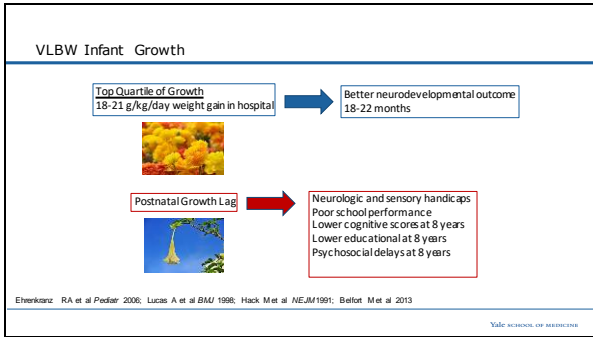 VLBW Infant Growth
Top Quartile of Growth
18-21 g/kg/day weight gain in hospital
Better neurodevelopmental outcome
18-22 months
Postnatal Growth Lag
Neurologic and sensory handicaps
Poor school performance
Lower cognitive scores at 8 years
Lower educational at 8 years
Psychosocial delays at 8 years
Ehrenkranz RA et al Pediatr 2006; Lucas A et al BMJ 1998; Hack M et al NEJM 1991; Belfort M et al 2013
Yale SCHOOL OF MEDICINE